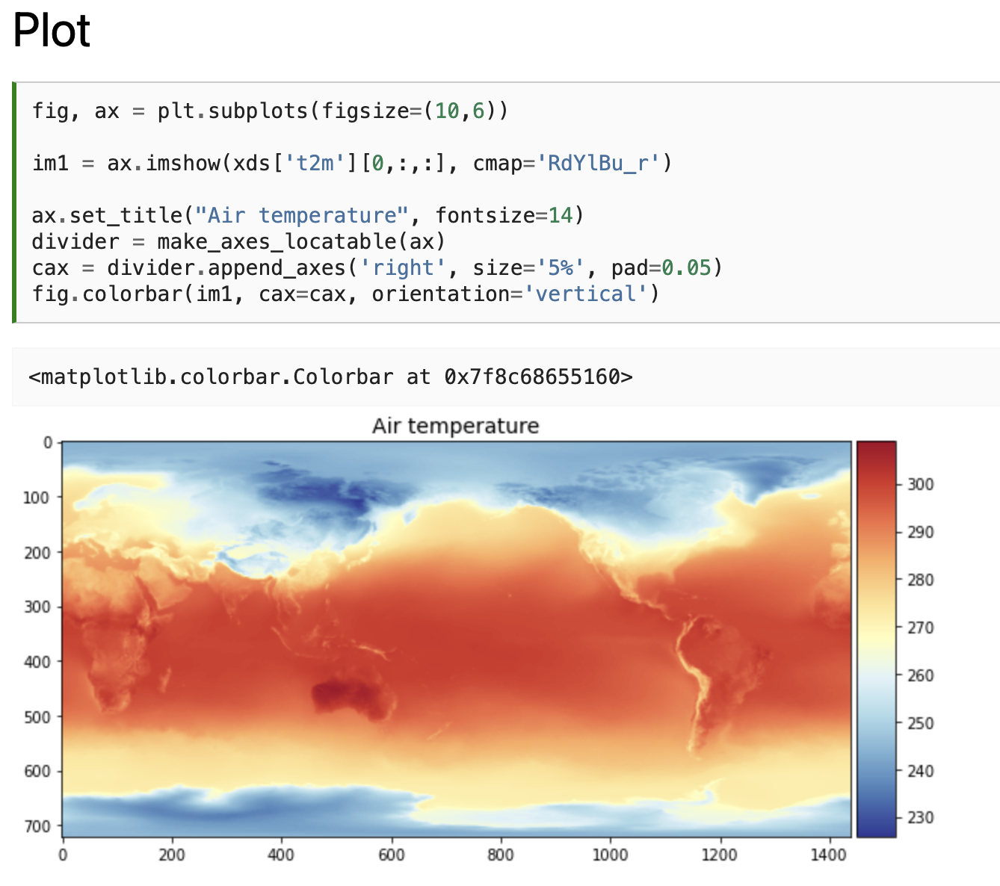 Plot
fig, ax = plt.subplots(figsize=(10,6))
im1 = ax.imshow(xds['t2m'][0,:,:], cmap='RdYlBu_r')
ax.set_title("Air temperature", fontsize=14)
divider = make_axes_locatable(ax)
cax = divider.append_axes('right', size='5%', pad=0.05)
fig.colorbar(im1, cax=cax, orientation='vertical')
<matplotlib.colorbar.Colorbar at 0x7f8c68655160>
Air temperature
0
100
200
300
400
500
600
700
0 200 400 600 800 1000 1200 1400
300
290
280
270
260
250
240
230